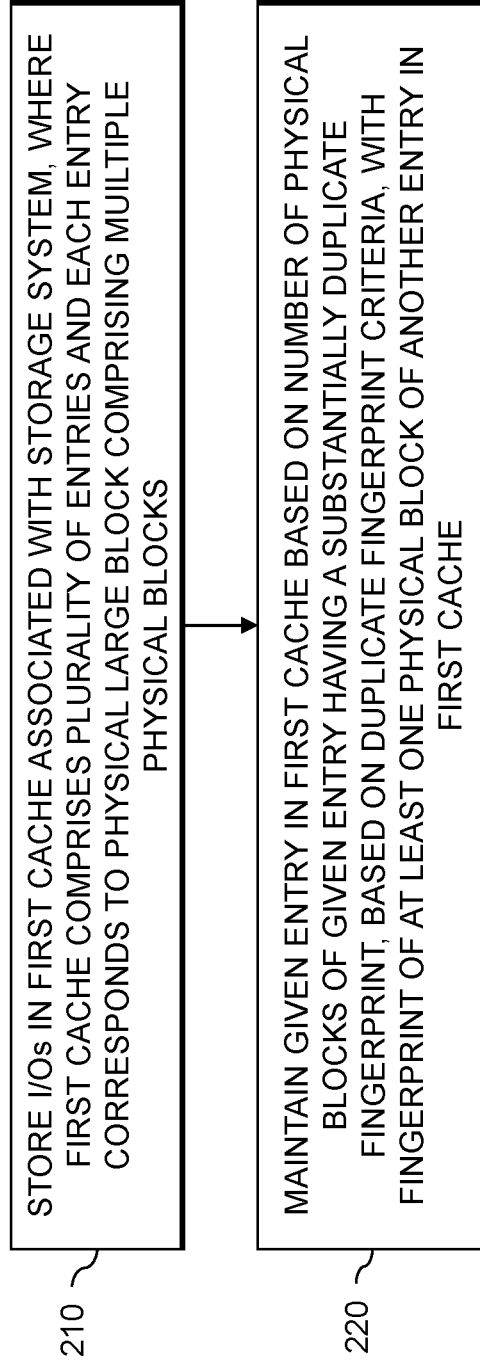 210
STORE I/Os IN FIRST CACHE ASSOCIATED WITH STORAGE SYSTEM, WHERE
FIRST CACHE COMPRISES PLURALITY OF ENTRIES AND EACH ENTRY
CORRESPONDS TO PHYSICAL LARGE BLOCK COMPRISING MUILTIPLE
PHYSICAL BLOCKS
220
MAINTAIN GIVEN ENTRY IN FIRST CACHE BASED ON NUMBER OF PHYSICAL
BLOCKS OF GIVEN ENTRY HAVING A SUBSTANTIALLY DUPLICATE
FINGERPRINT, BASED ON DUPLICATE FINGERPRINT CRITERIA, WITH
FINGERPRINT OF AT LEAST ONE PHYSICAL BLOCK OF ANOTHER ENTRY IN
FIRST CACHE